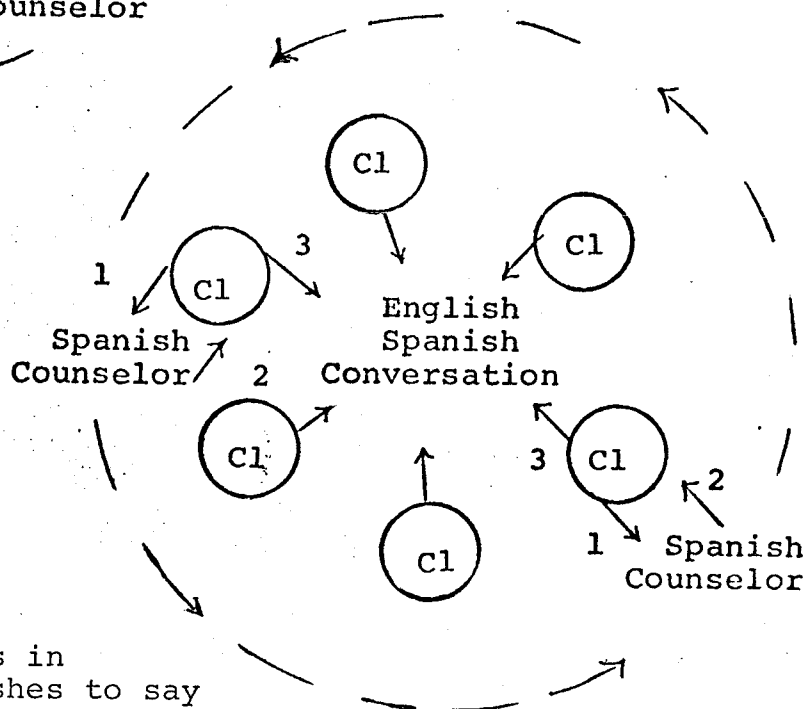 ounselor
Cl
Cl
3
1
Cl
English
Spanish
Conversation
Spanish
Counselor
2
Cl
3
Cl
2
1
Spanish
Counselor
Cl
s in
shes to say